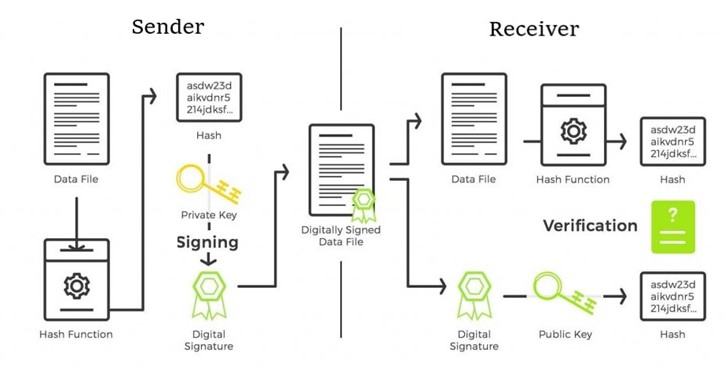 Sender
Receiver
asdw23d
aikvdnr5
214jdksf...
Hash
Data File
Private Key
Signing
Hash Function
Digital
Signature
Digitally Signed
Data File
Data File
Hash Function
asdw23d
aikvdnr5
214jdksf...
Hash
Verification
?
Digital
Signature
Public Key
asdw23d
aikvdnr5
214jdksf...
Hash